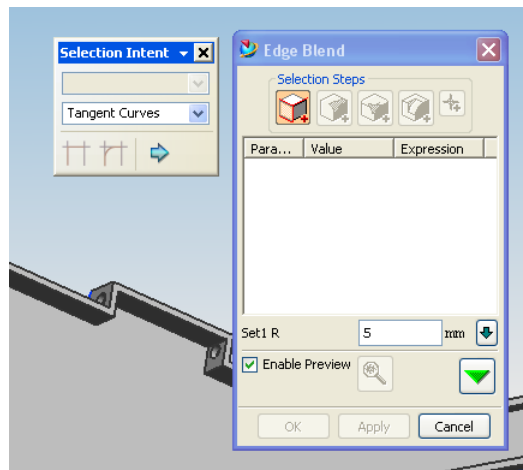 Selection Intent
Tangent Curves
Edge Blend
Selection Steps
Para... Value Expression
Set1 R 5 mm
Enable Preview
OK Apply Cancel